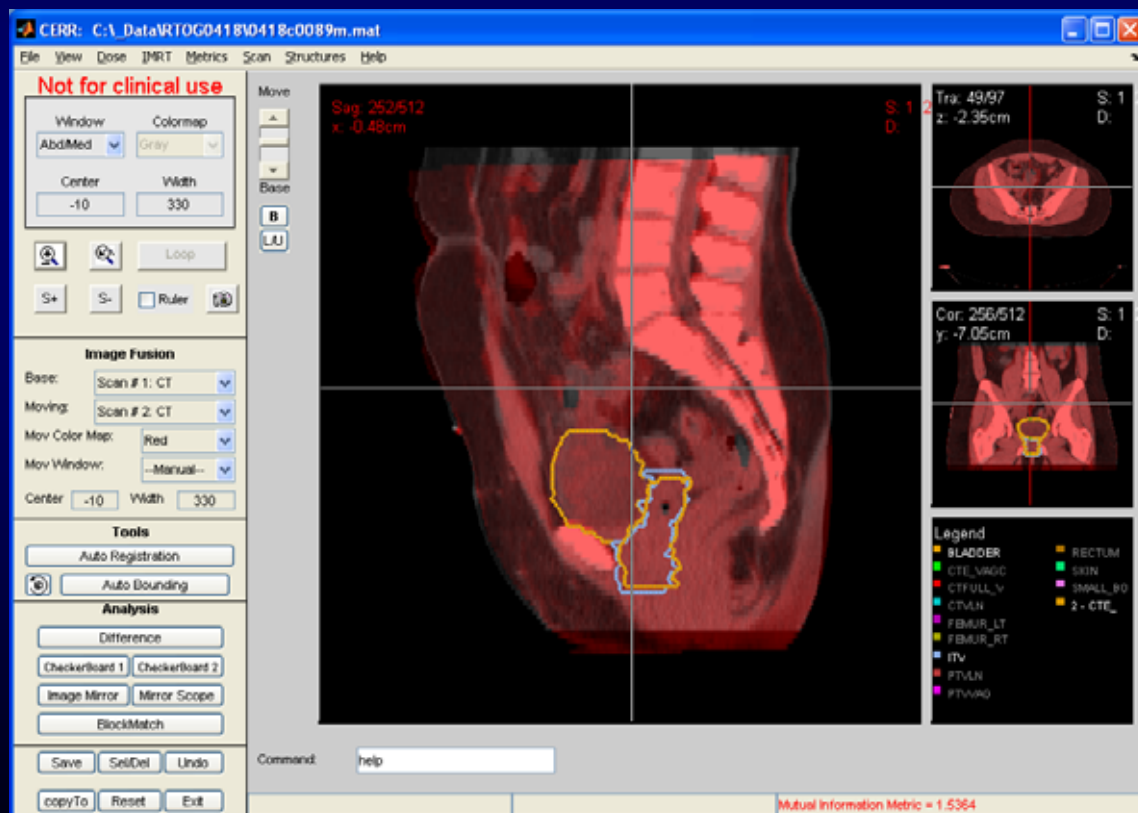 CERR: C:\_Data\RTOG0418\0418c0089m.mat
File View Dose IMRT Metrics Scan Structures Help
Not for clinical use
Window Colormap
Abd/Med Gray
Center Width
-10 330
Loop
S+ S- Ruler
Image Fusion
Base: Scan # 1: CT
Moving: Scan # 2: CT
Mov Color Map: Red
Mov Window: --Manual--
Center -10 Width 330
Tools
Auto Registration
Auto Bounding
Analysis
Difference
CheckerBoard 1 CheckerBoard 2
Image Mirror Mirror Scope
BlockMatch
Save Sel/Del Undo
copyTo Reset Exit
Move
Base
B
L/U
Sag: 252/512 S: 1 2
x: -0.48cm D:
Tra: 49/97 S: 1
z: -2.35cm D:
Cor: 256/512 S: 1
y: -7.05cm D:
Legend
BLADDER RECTUM
CTE_VAGC SKIN
CTFULL_V SMALL_BO
CTVLN 2 - CTE_
FEMUR_LT
FEMUR_RT
ITV
PTVLN
PTVVAG
Command: help
Mutual Information Metric = 1.5364